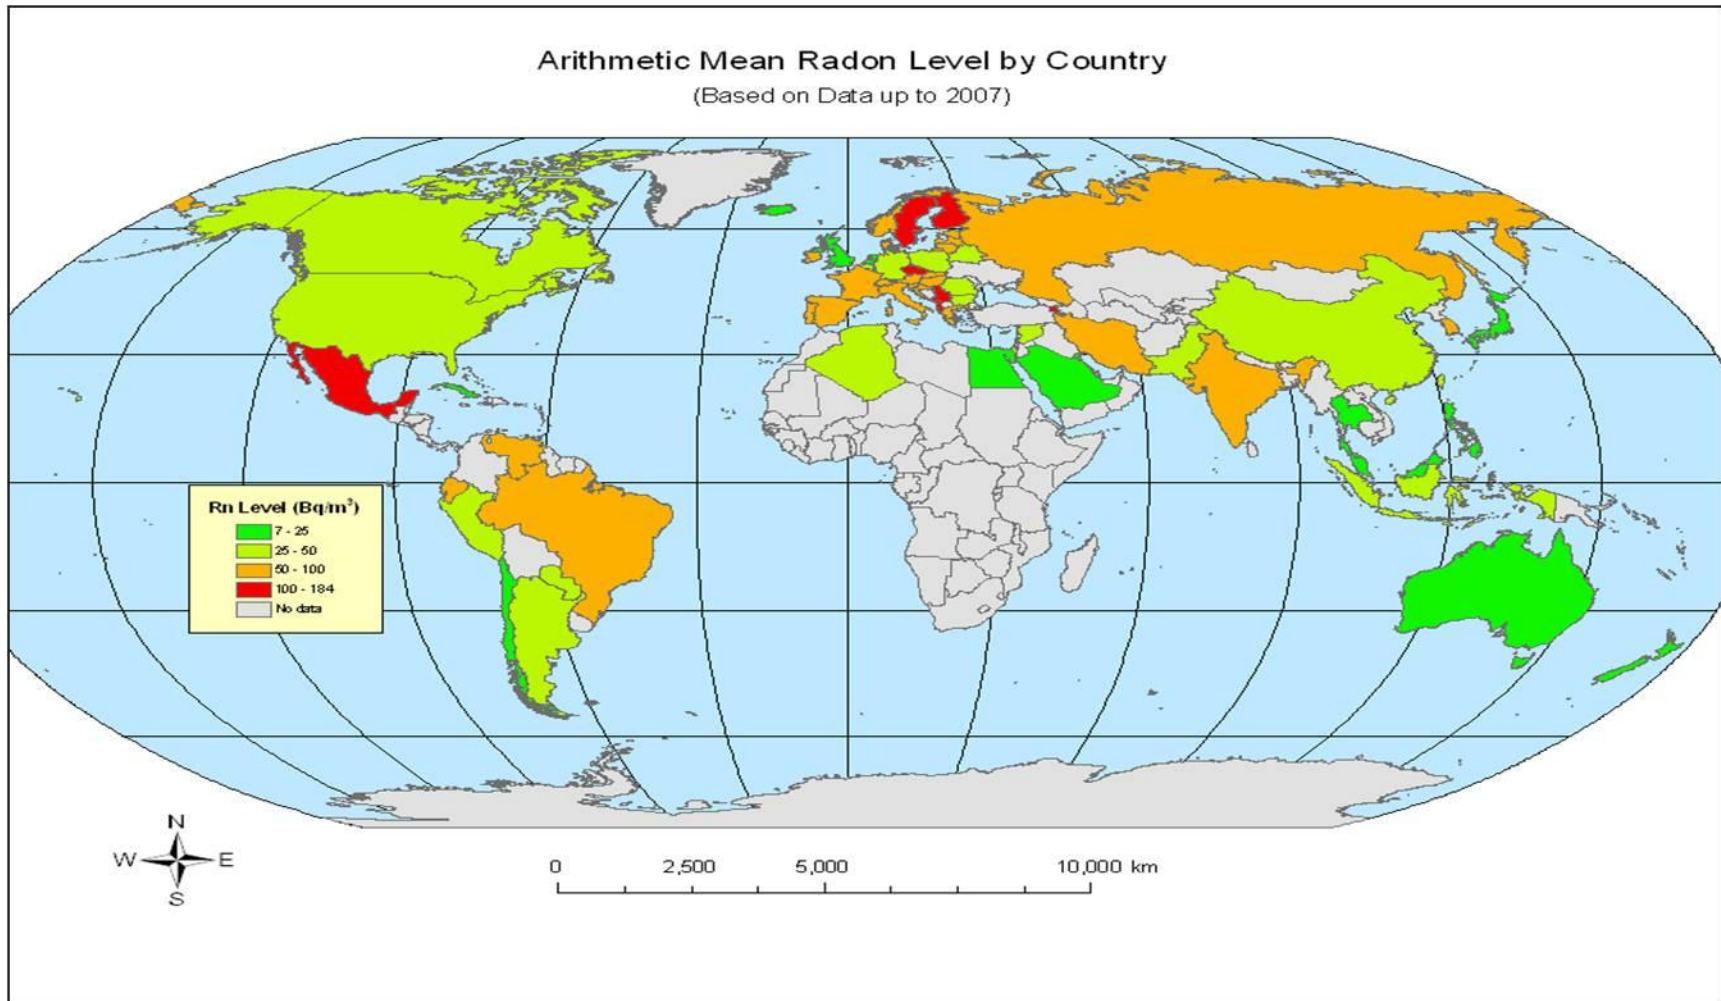 Arithmetic Mean Radon Level by Country
(Based on Data up to 2007)
Rn Level (Bq/m³)
7 - 25
25 - 50
50 - 100
100 - 184
No data
N
W E
S
0 2,500 5,000 10,000 km